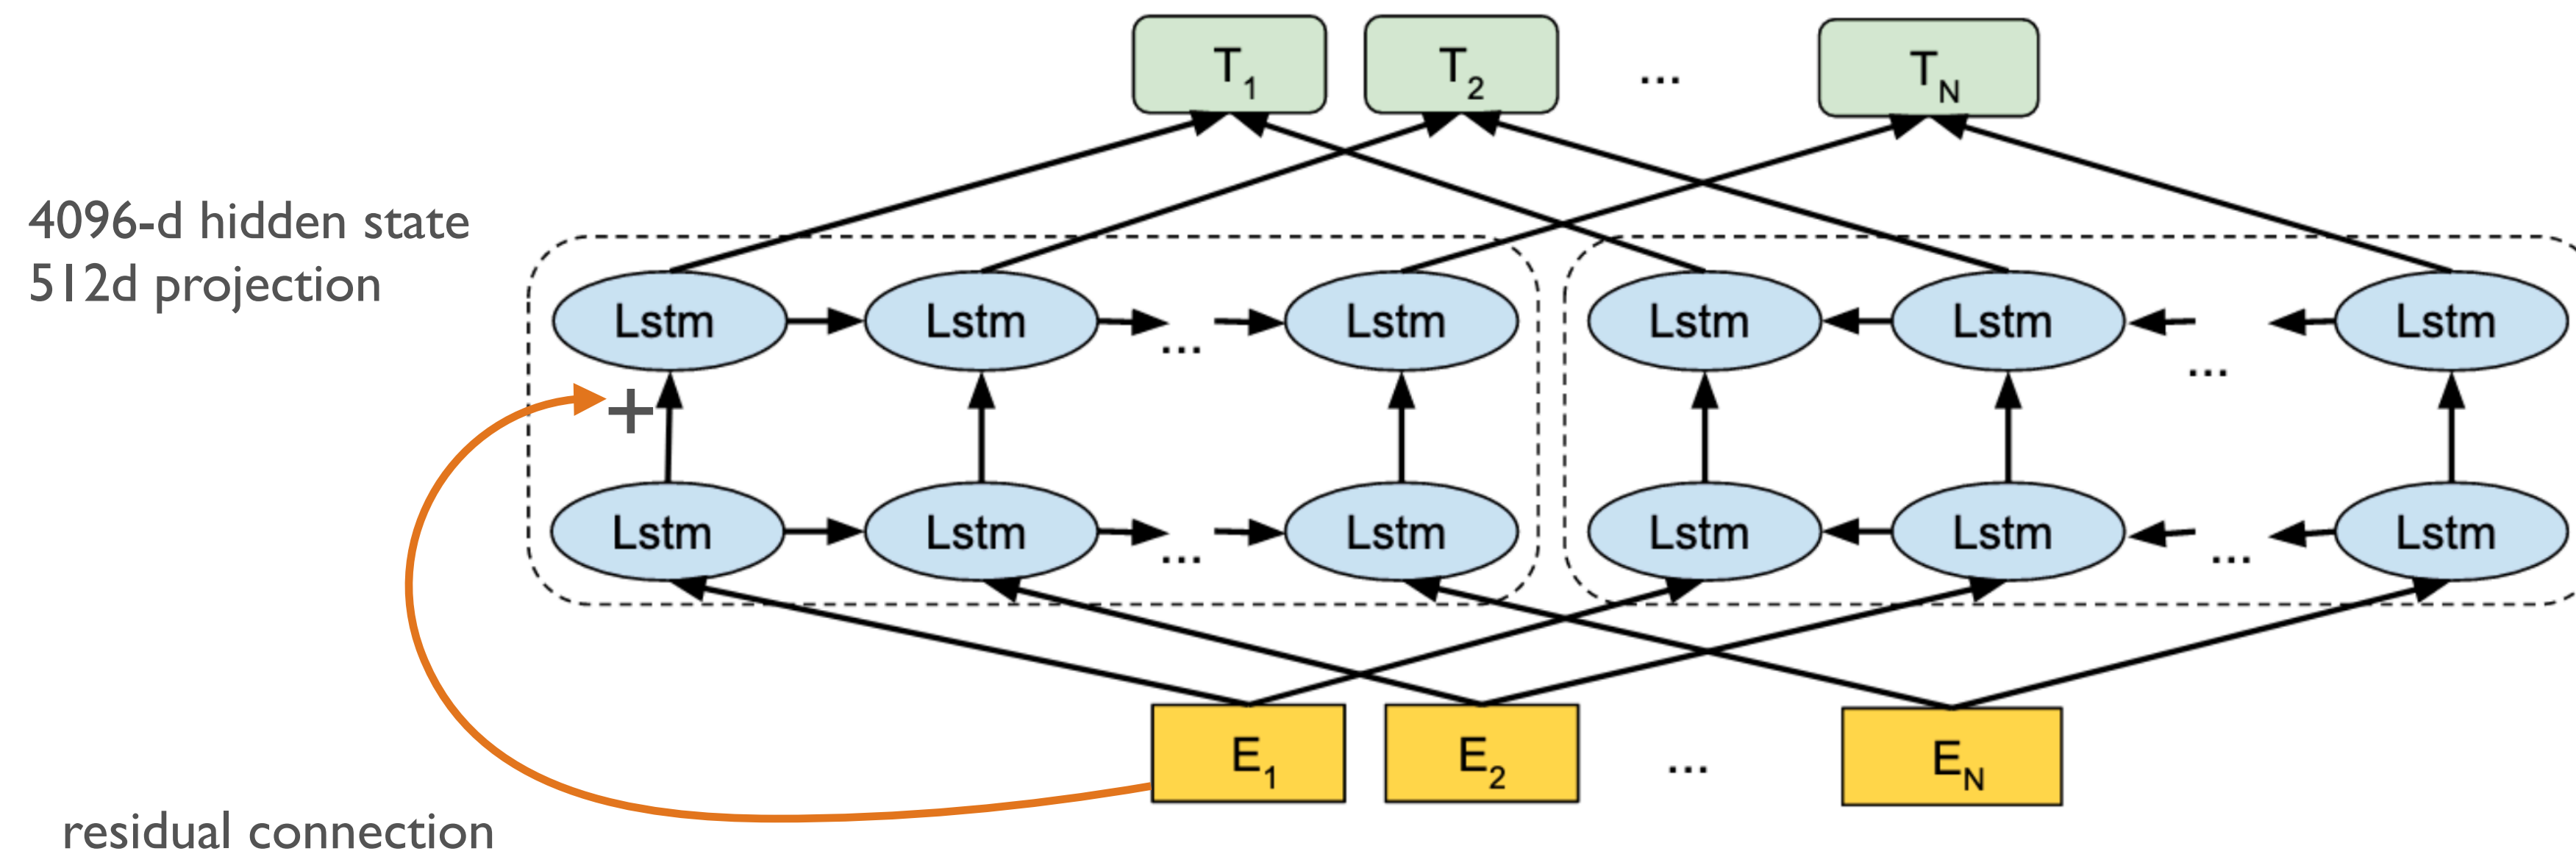 T1 T2 ... TN
4096-d hidden state
512d projection
Lstm Lstm ... Lstm Lstm Lstm ... Lstm
+
Lstm Lstm ... Lstm Lstm Lstm ... Lstm
E1 E2 ... EN
residual connection